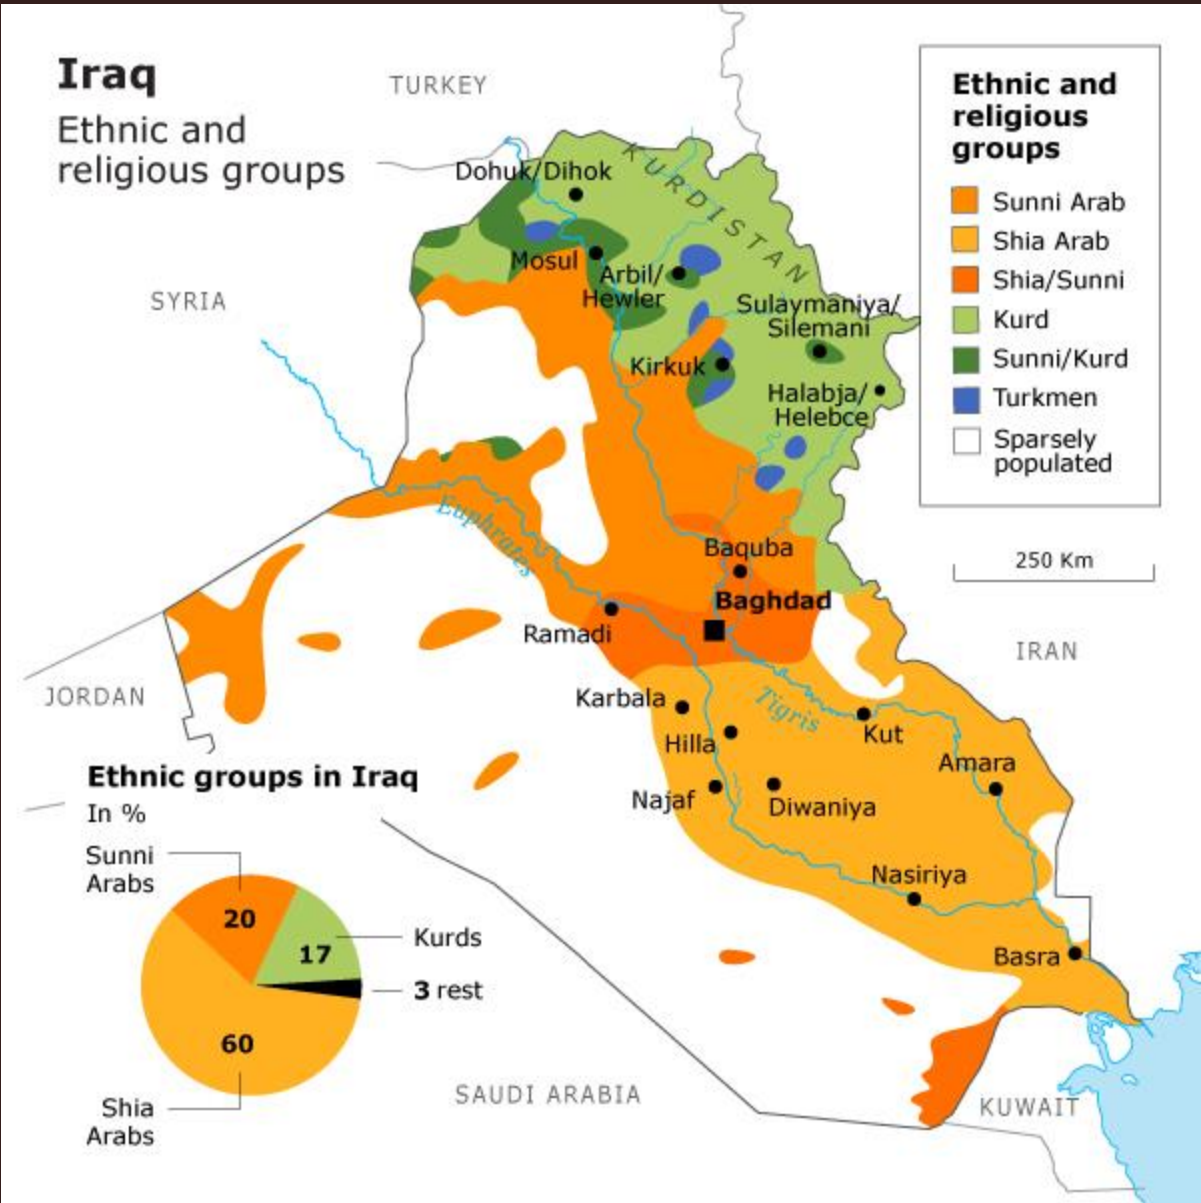 Iraq
Ethnic and
religious groups
TURKEY
Ethnic and
religious
groups
Sunni Arab
Shia Arab
Shia/Sunni
Kurd
Sunni/Kurd
Turkmen
Sparsely
populated
250 Km
KURDISTAN
Dohuk/Dihok
Mosul
Arbil/
Hewler
SYRIA
Sulaymaniya/
Silemani
Kirkuk
Halabja/
Helebce
Euphrates
Baquba
Baghdad
Ramadi
IRAN
JORDAN
Karbala
Tigris
Hilla
Kut
Amara
Najaf
Diwaniya
Nasiriya
Basra
SAUDI ARABIA
KUWAIT
Ethnic groups in Iraq
In %
Sunni
Arabs
20
17
Kurds
3 rest
60
Shia
Arabs